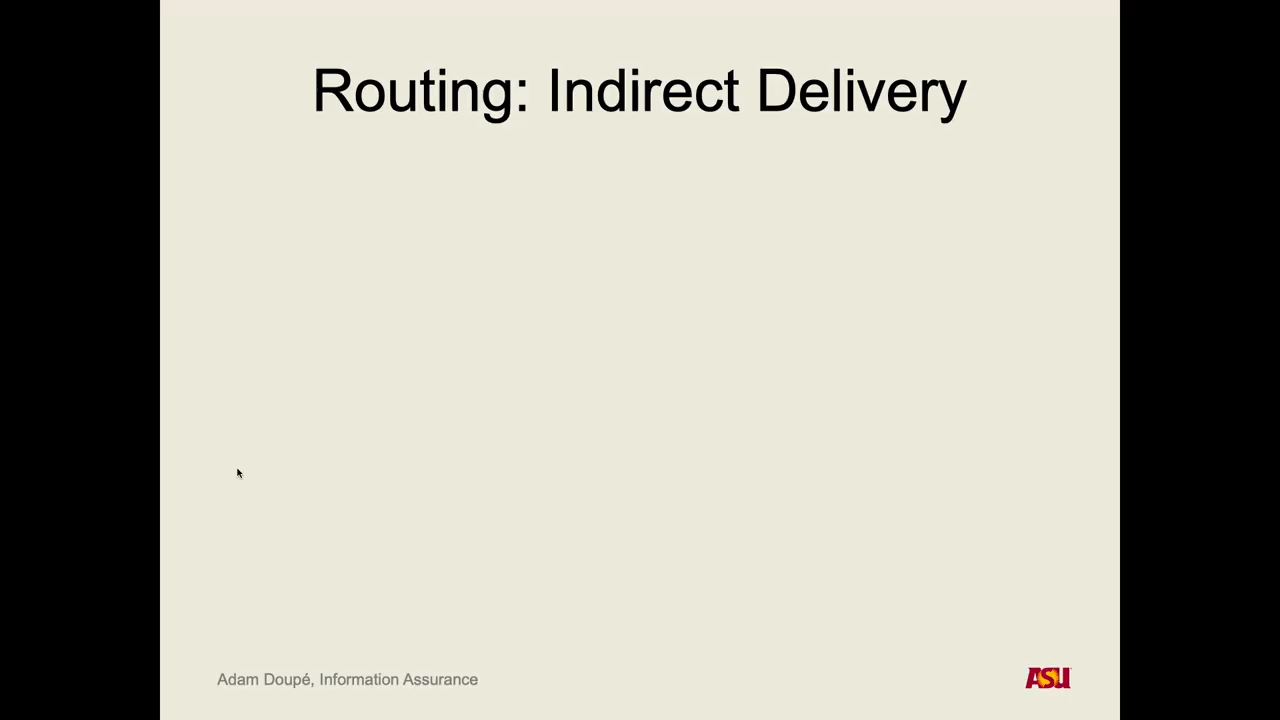 Routing: Indirect Delivery
Adam Doupé, Information Assurance
ASU